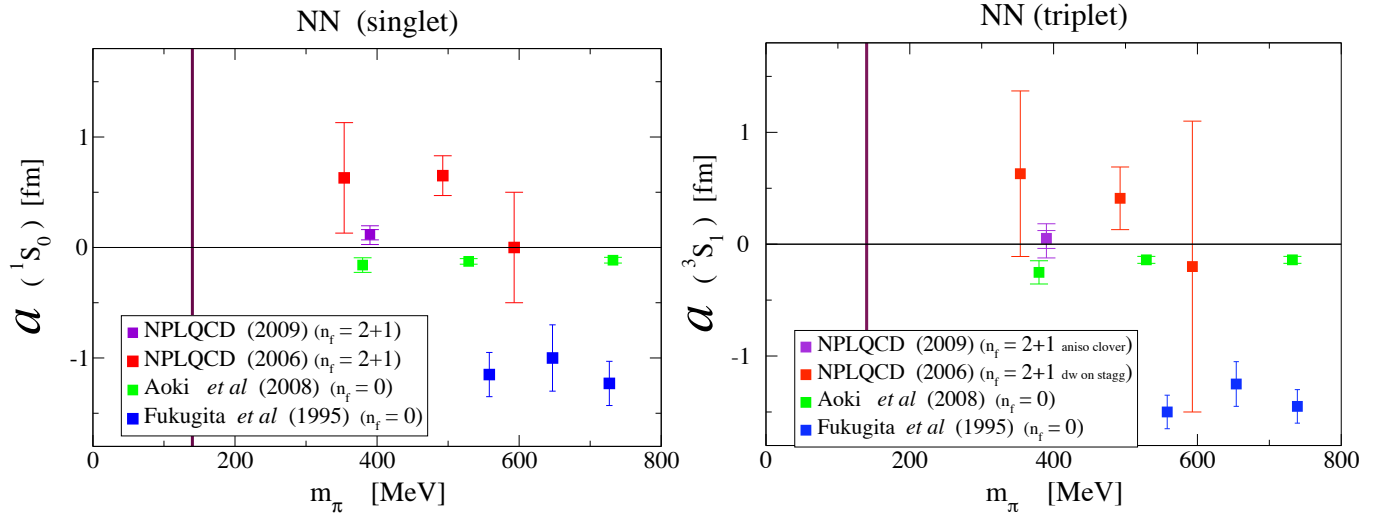 NN (singlet)
a ( ¹S₀ ) [fm]
1
0
-1
NPLQCD (2009) (n_f = 2+1)
NPLQCD (2006) (n_f = 2+1)
Aoki et al (2008) (n_f = 0)
Fukugita et al (1995) (n_f = 0)
0 200 400 600 800
m_π [MeV]
NN (triplet)
a ( ³S₁ ) [fm]
1
0
-1
NPLQCD (2009) (n_f = 2+1 aniso clover)
NPLQCD (2006) (n_f = 2+1 dw on stagg)
Aoki et al (2008) (n_f = 0)
Fukugita et al (1995) (n_f = 0)
0 200 400 600 800
m_π [MeV]